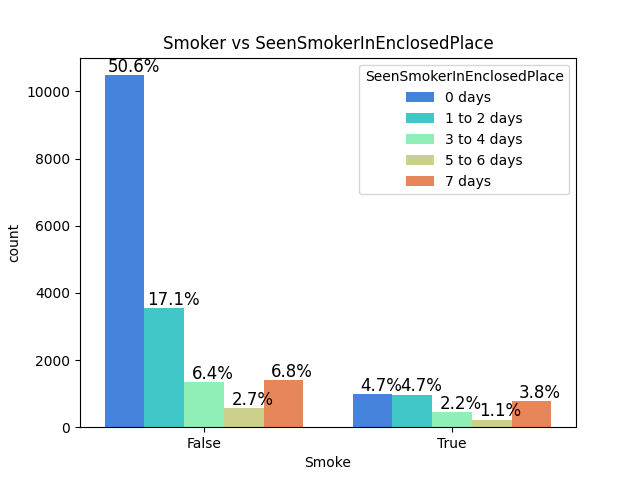 Smoker vs SeenSmokerInEnclosedPlace
50.6%
17.1%
6.4%
2.7%
6.8%
4.7%
4.7%
2.2%
1.1%
3.8%
SeenSmokerInEnclosedPlace
0 days
1 to 2 days
3 to 4 days
5 to 6 days
7 days
count
10000
8000
6000
4000
2000
0
False
True
Smoke